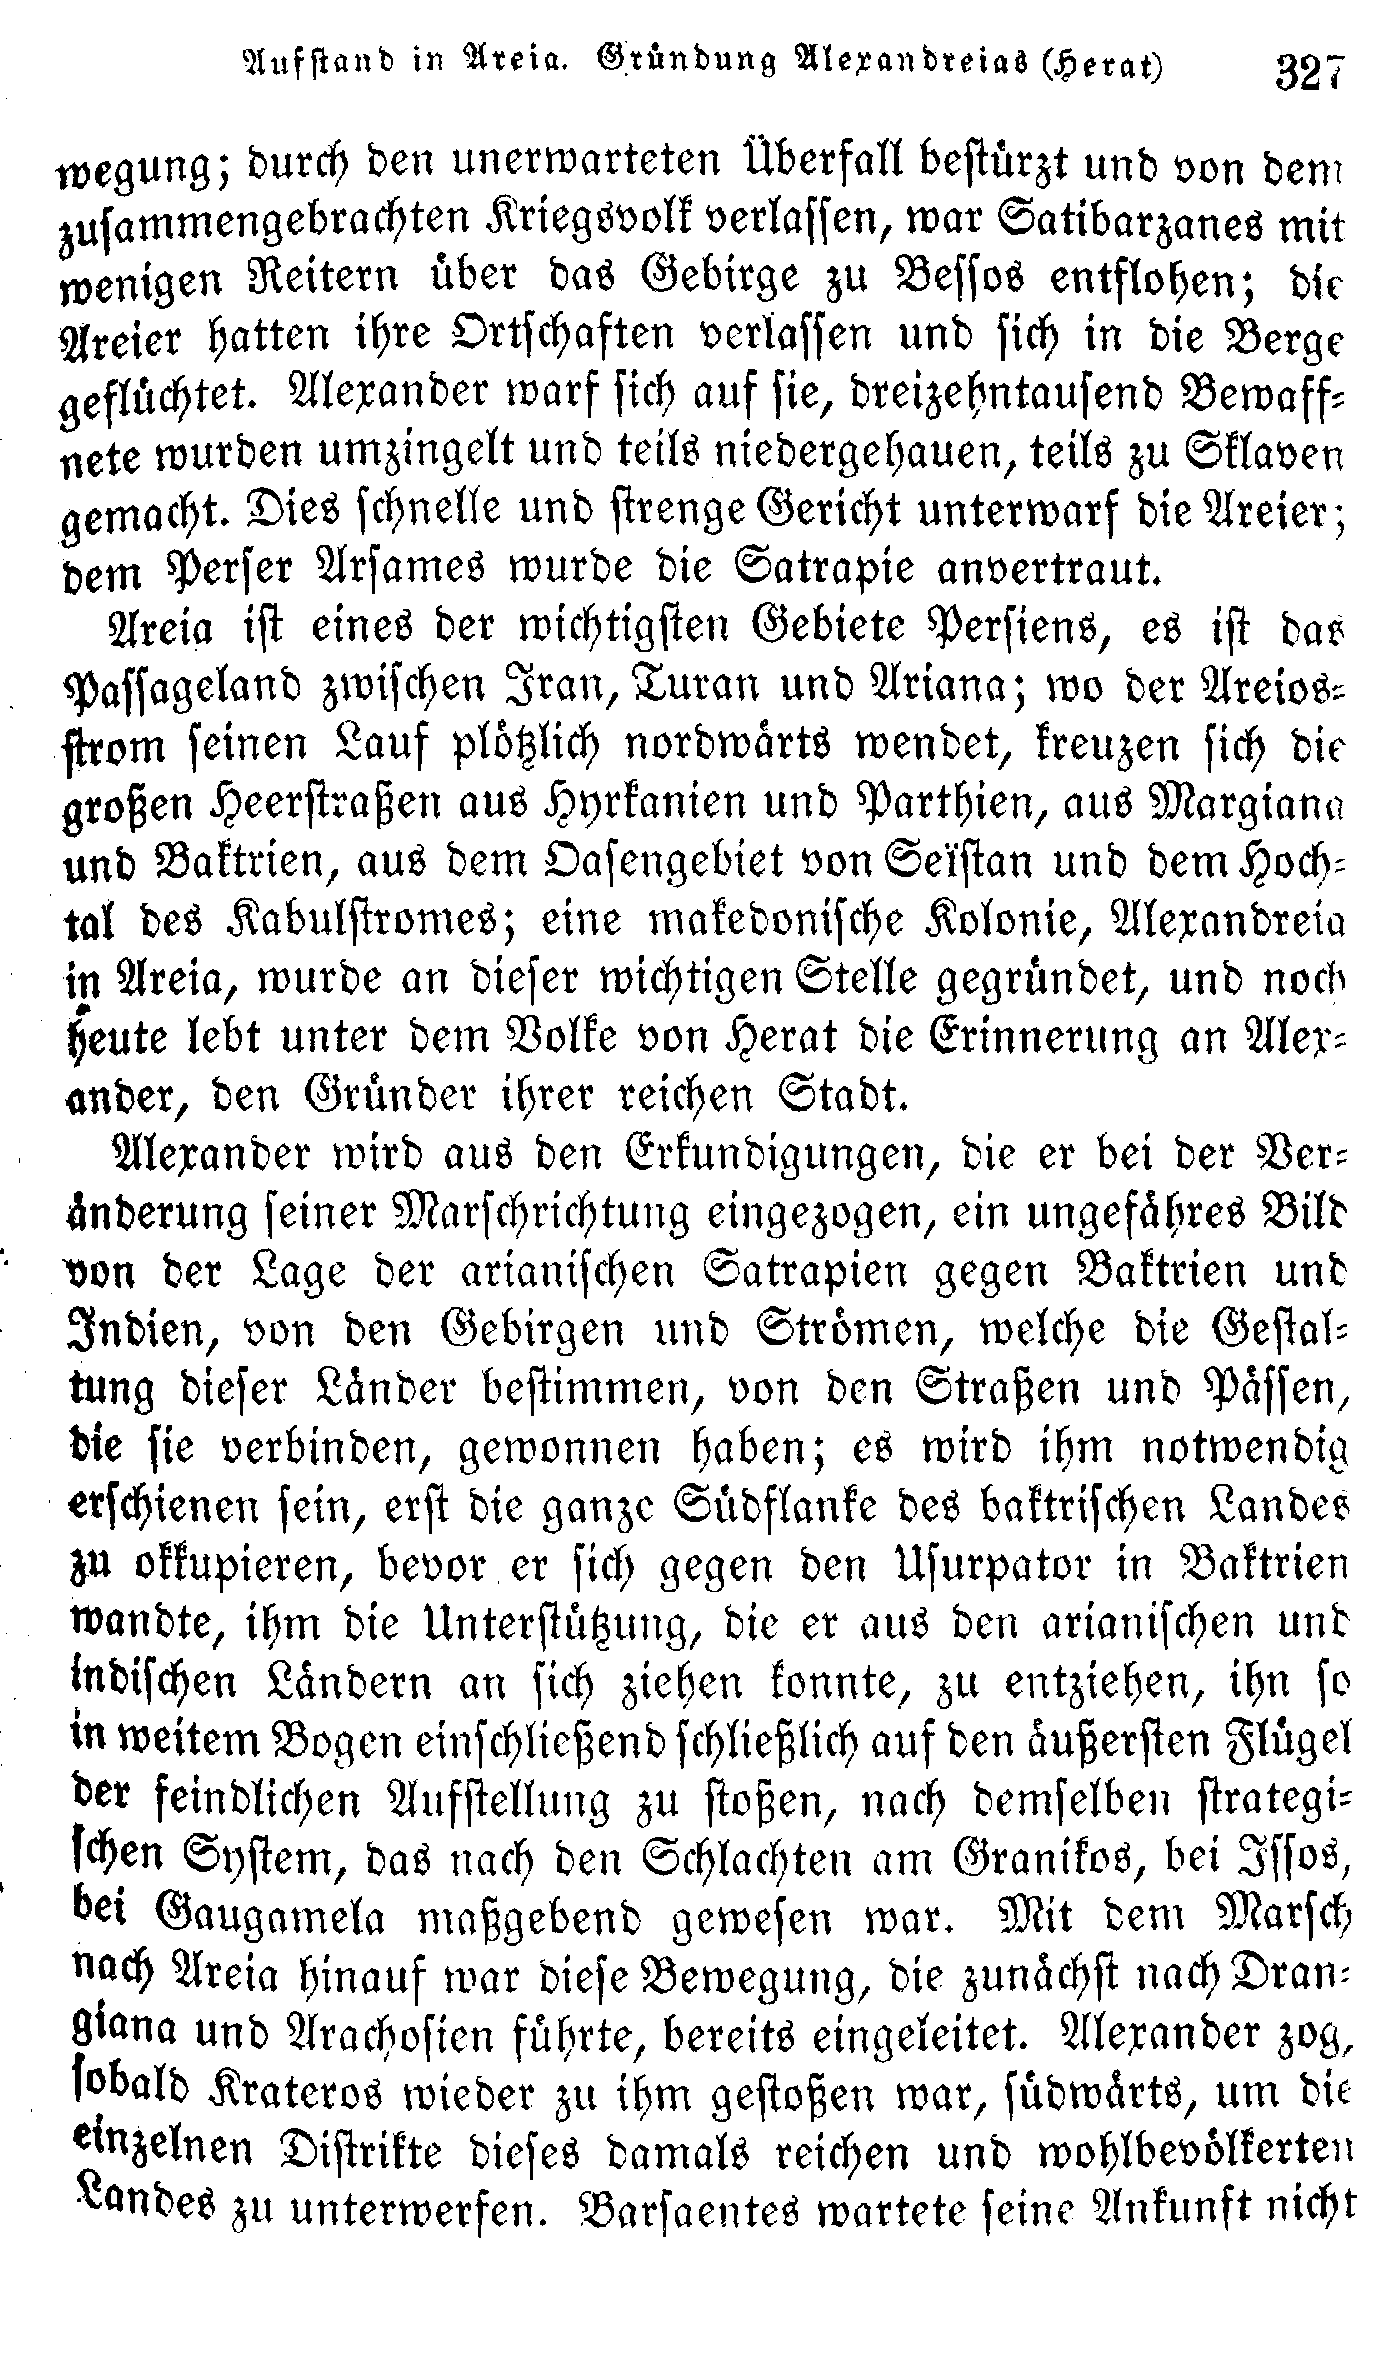 Aufstand in Areia. Gründung Alexandreias (Herat) 327
wegung; durch den unerwarteten Überfall bestürzt und von dem
zusammengebrachten Kriegsvolk verlassen, war Satibarzanes mit
wenigen Reitern über das Gebirge zu Bessos entflohen; die
Areier hatten ihre Ortschaften verlassen und sich in die Berge
geflüchtet. Alexander warf sich auf sie, dreizehntausend Bewaff-
nete wurden umzingelt und teils niedergehauen, teils zu Sklaven
gemacht. Dies schnelle und strenge Gericht unterwarf die Areier;
dem Perser Arsames wurde die Satrapie anvertraut.
Areia ist eines der wichtigsten Gebiete Persiens, es ist das
Passageland zwischen Iran, Turan und Ariana; wo der Areios-
strom seinen Lauf plötzlich nordwärts wendet, kreuzen sich die
großen Heerstraßen aus Hyrkanien und Parthien, aus Margiana
und Baktrien, aus dem Oasengebiet von Seïstan und dem Hoch-
tal des Kabulstromes; eine makedonische Kolonie, Alexandreia
in Areia, wurde an dieser wichtigen Stelle gegründet, und noch
heute lebt unter dem Volke von Herat die Erinnerung an Alex-
ander, den Gründer ihrer reichen Stadt.
Alexander wird aus den Erkundigungen, die er bei der Ver-
änderung seiner Marschrichtung eingezogen, ein ungefähres Bild
von der Lage der arianischen Satrapien gegen Baktrien und
Indien, von den Gebirgen und Strömen, welche die Gestal-
tung dieser Länder bestimmen, von den Straßen und Pässen,
die sie verbinden, gewonnen haben; es wird ihm notwendig
erschienen sein, erst die ganze Südflanke des baktrischen Landes
zu okkupieren, bevor er sich gegen den Usurpator in Baktrien
wandte, ihm die Unterstützung, die er aus den arianischen und
indischen Ländern an sich ziehen konnte, zu entziehen, ihn so
in weitem Bogen einschließend schließlich auf den äußersten Flügel
der feindlichen Aufstellung zu stoßen, nach demselben strategi-
schen System, das nach den Schlachten am Granikos, bei Issos,
bei Gaugamela maßgebend gewesen war. Mit dem Marsch
nach Areia hinauf war diese Bewegung, die zunächst nach Dran-
giana und Arachosien führte, bereits eingeleitet. Alexander zog,
sobald Krateros wieder zu ihm gestoßen war, südwärts, um die
einzelnen Distrikte dieses damals reichen und wohlbevölkerten
Landes zu unterwerfen. Barsaentes wartete seine Ankunft nicht